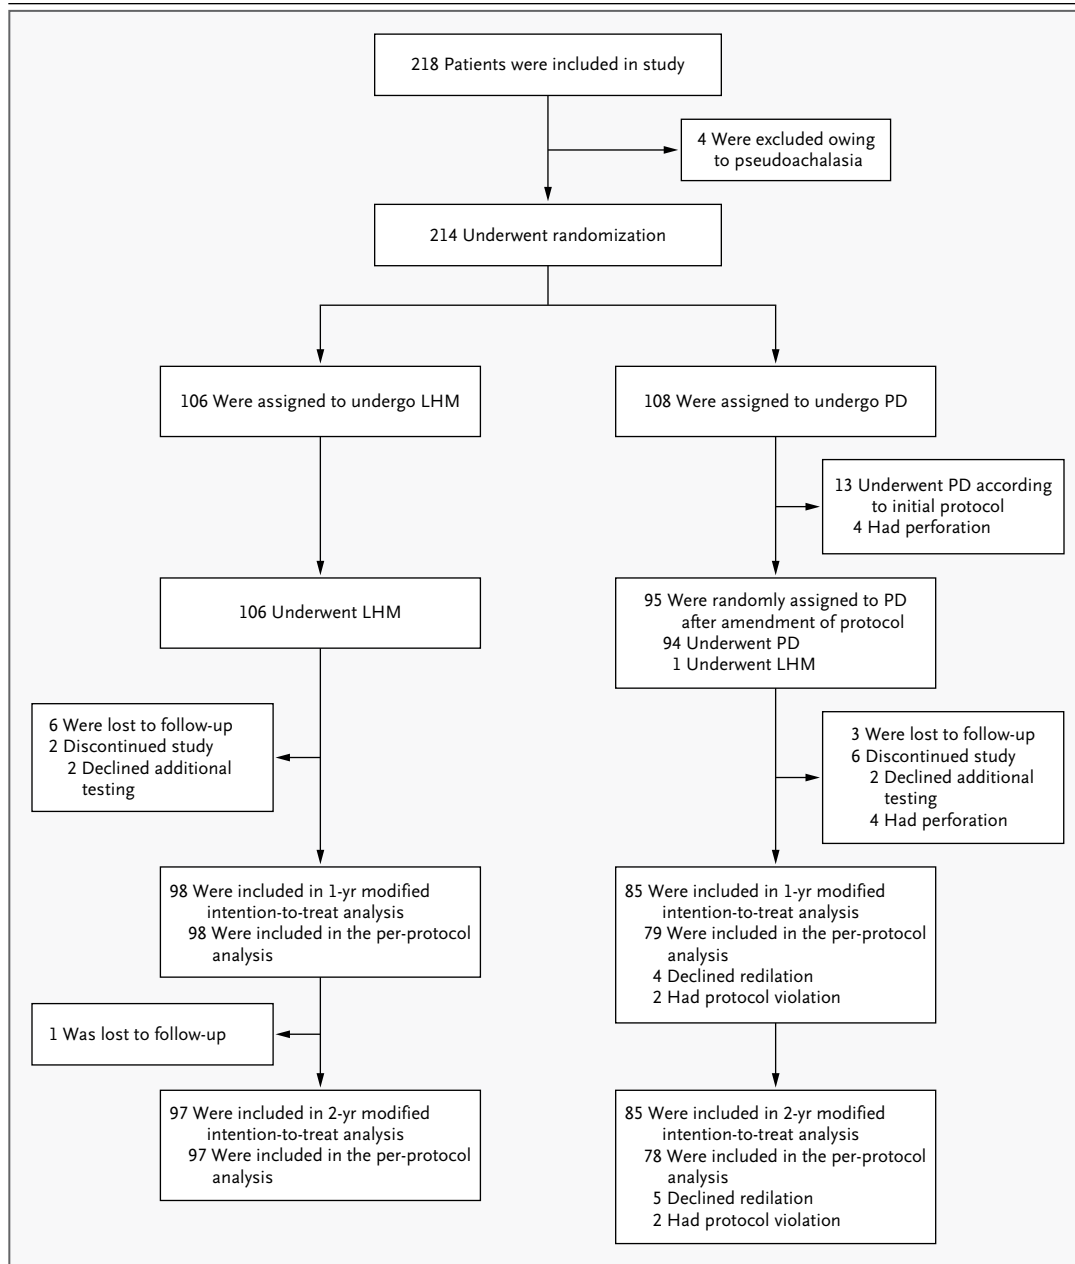 218 Patients were included in study
4 Were excluded owing
to pseudoachalasia
214 Underwent randomization
106 Were assigned to undergo LHM
108 Were assigned to undergo PD
13 Underwent PD according
to initial protocol
4 Had perforation
106 Underwent LHM
95 Were randomly assigned to PD
after amendment of protocol
94 Underwent PD
1 Underwent LHM
6 Were lost to follow-up
2 Discontinued study
2 Declined additional
testing
3 Were lost to follow-up
6 Discontinued study
2 Declined additional
testing
4 Had perforation
98 Were included in 1-yr modified
intention-to-treat analysis
98 Were included in the per-protocol
analysis
85 Were included in 1-yr modified
intention-to-treat analysis
79 Were included in the per-protocol
analysis
4 Declined redilation
2 Had protocol violation
1 Was lost to follow-up
97 Were included in 2-yr modified
intention-to-treat analysis
97 Were included in the per-protocol
analysis
85 Were included in 2-yr modified
intention-to-treat analysis
78 Were included in the per-protocol
analysis
5 Declined redilation
2 Had protocol violation